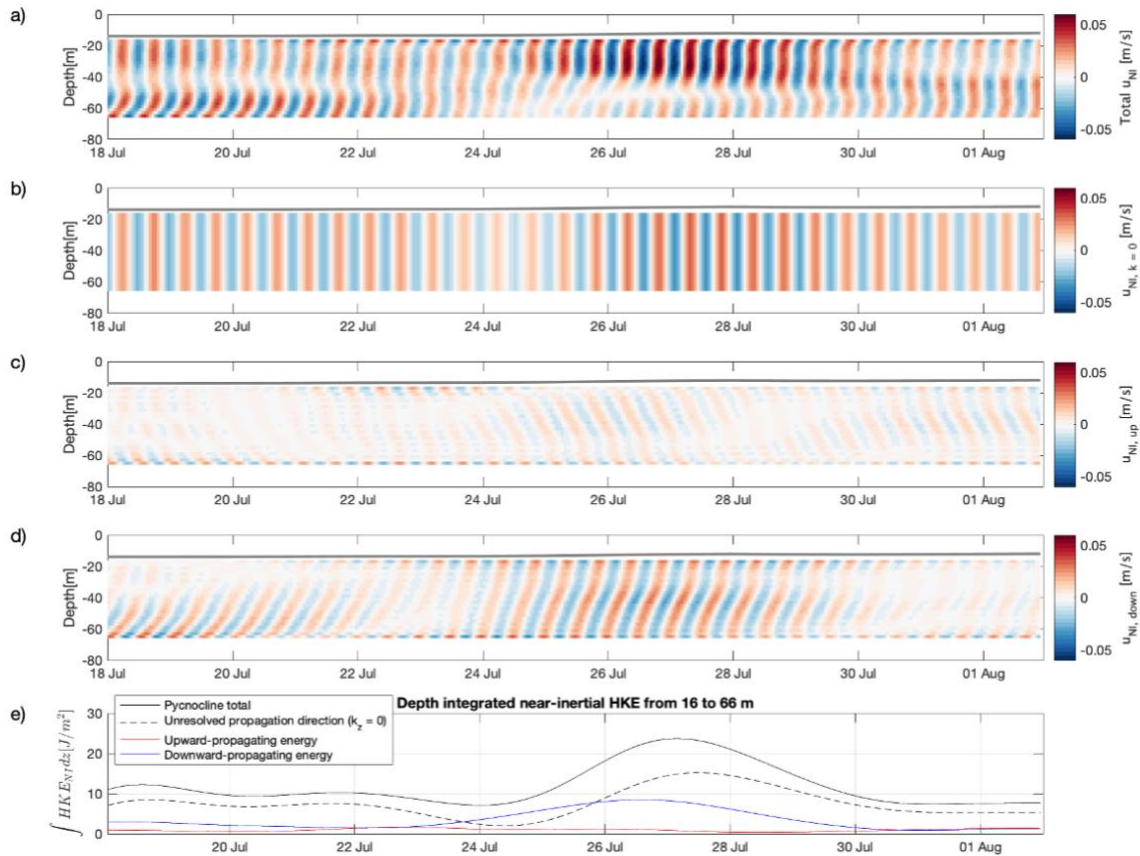 a)
0
-20
-40
-60
-80
Depth[m]
18 Jul 20 Jul 22 Jul 24 Jul 26 Jul 28 Jul 30 Jul 01 Aug
0.05
0
-0.05
Total u_NI [m/s]
b)
0
-20
-40
-60
-80
Depth[m]
18 Jul 20 Jul 22 Jul 24 Jul 26 Jul 28 Jul 30 Jul 01 Aug
0.05
0
-0.05
u_NI, k = 0 [m/s]
c)
0
-20
-40
-60
-80
Depth[m]
18 Jul 20 Jul 22 Jul 24 Jul 26 Jul 28 Jul 30 Jul 01 Aug
0.05
0
-0.05
u_NI, up [m/s]
d)
0
-20
-40
-60
-80
Depth[m]
18 Jul 20 Jul 22 Jul 24 Jul 26 Jul 28 Jul 30 Jul 01 Aug
0.05
0
-0.05
u_NI, down [m/s]
e)
Depth integrated near-inertial HKE from 16 to 66 m
Pycnocline total
Unresolved propagation direction (k_z = 0)
Upward-propagating energy
Downward-propagating energy
30
20
10
0
∫ HKE_NI dz[J/m²]
20 Jul 22 Jul 24 Jul 26 Jul 28 Jul 30 Jul 01 Aug